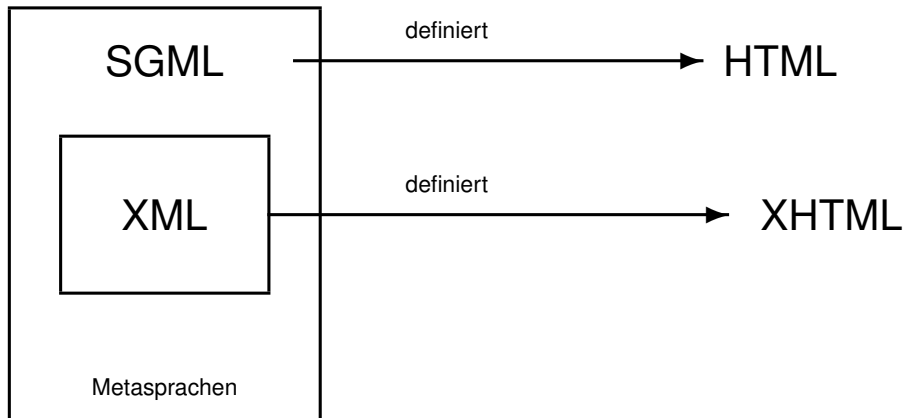 definiert
SGML
HTML
definiert
XML
XHTML
Metasprachen